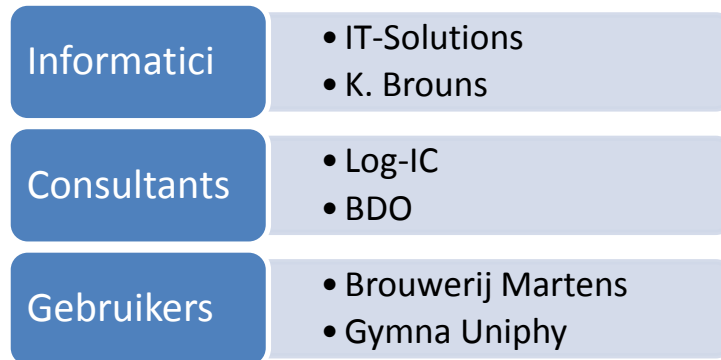 Informatici
• IT-Solutions
• K. Brouns
Consultants
• Log-IC
• BDO
Gebruikers
• Brouwerij Martens
• Gymna Uniphy